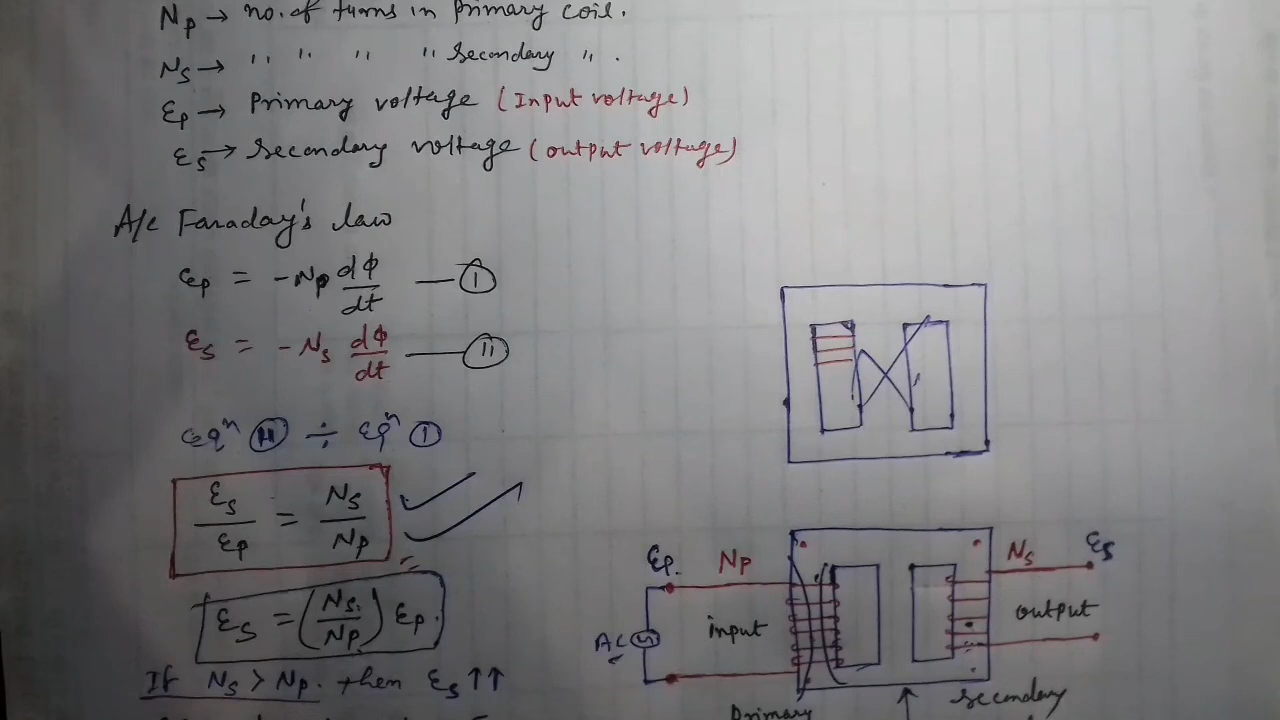 Np → no. of turns in primary coil.
Ns → " " " " secondary " .
εp → Primary voltage (Input voltage)
εs → secondary voltage (output voltage)
A/c Faraday's law
εp = -Np dφ/dt — I
εs = -Ns dφ/dt — II
eqⁿ II ÷ eqⁿ I
εs/εp = Ns/Np
εs = (Ns/Np) εp.
If Ns > Np. then εs ↑↑
εp. Np Ns εs
AC input output
Primary secondary